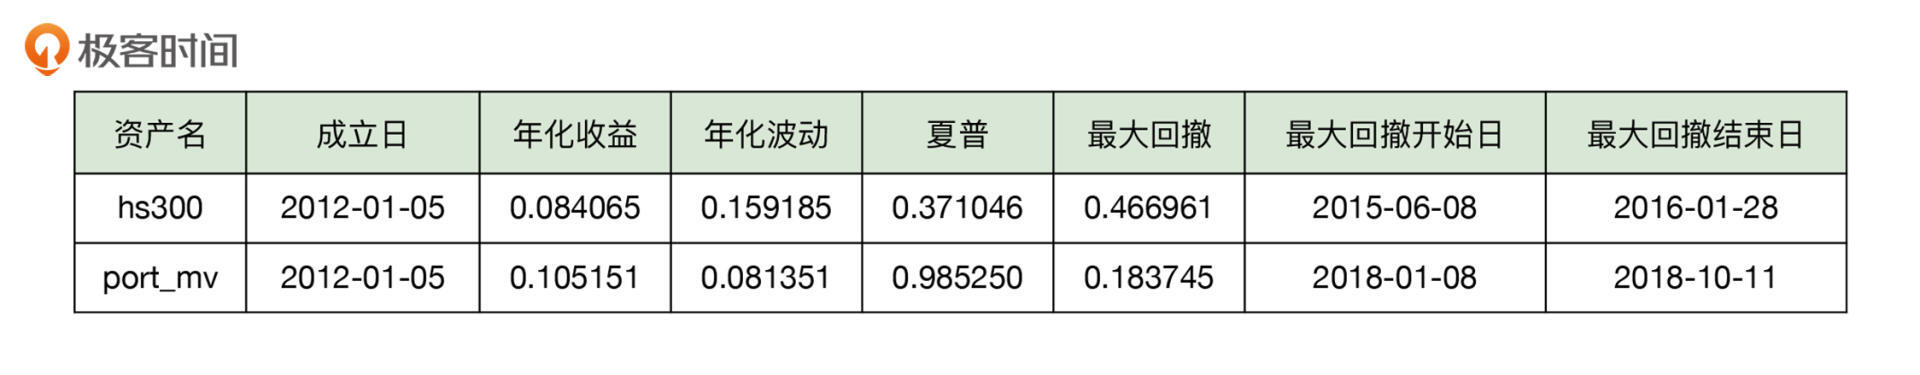 极客时间
资产名 成立日 年化收益 年化波动 夏普 最大回撤 最大回撤开始日 最大回撤结束日
hs300 2012-01-05 0.084065 0.159185 0.371046 0.466961 2015-06-08 2016-01-28
port_mv 2012-01-05 0.105151 0.081351 0.985250 0.183745 2018-01-08 2018-10-11